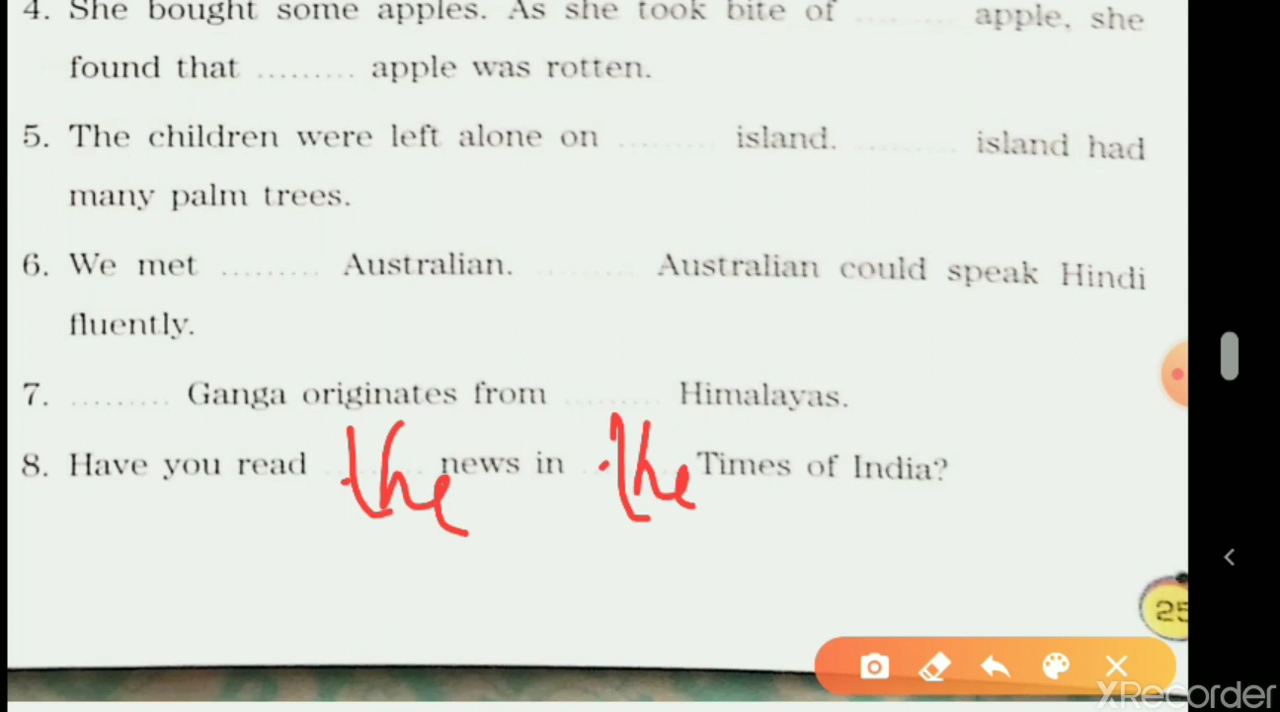 4. She bought some apples. As she took bite of ......... apple, she
found that ......... apple was rotten.
5. The children were left alone on ......... island. ......... island had
many palm trees.
6. We met ......... Australian. ......... Australian could speak Hindi
fluently.
7. ......... Ganga originates from ......... Himalayas.
8. Have you read the news in the Times of India?
25
XRecorder